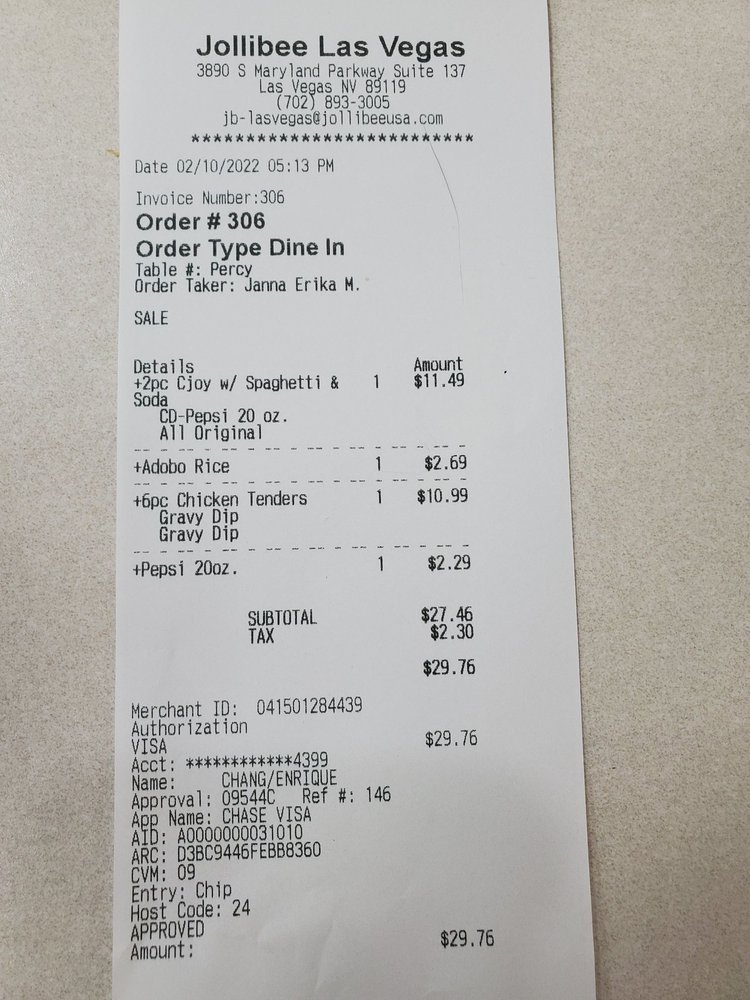 Jollibee Las Vegas
3890 S Maryland Parkway Suite 137
Las Vegas NV 89119
(702) 893-3005
jb-lasvegas@jollibeeusa.com
**************************
Date 02/10/2022 05:13 PM
Invoice Number:306
Order # 306
Order Type Dine In
Table #: Percy
Order Taker: Janna Erika M.
SALE
Details Amount
+2pc Cjoy w/ Spaghetti & 1 $11.49
Soda
CD-Pepsi 20 oz.
All Original
+Adobo Rice 1 $2.69
+6pc Chicken Tenders 1 $10.99
Gravy Dip
Gravy Dip
+Pepsi 20oz. 1 $2.29
SUBTOTAL $27.46
TAX $2.30
$29.76
Merchant ID: 041501284439
Authorization
VISA $29.76
Acct: ************4399
Name: CHANG/ENRIQUE
Approval: 09544C Ref #: 146
App Name: CHASE VISA
AID: A0000000031010
ARC: D3BC9446FEBB8360
CVM: 09
Entry: Chip
Host Code: 24
APPROVED
Amount: $29.76